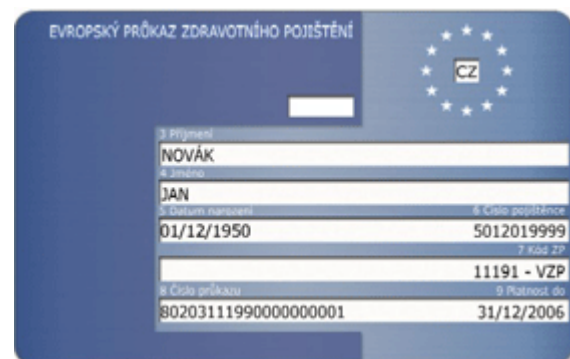 EVROPSKÝ PRŮKAZ ZDRAVOTNÍHO POJIŠTĚNÍ
CZ
3 Příjmení
NOVÁK
4 Jméno
JAN
5 Datum narození 6 Číslo pojištěnce
01/12/1950 5012019999
7 Kód ZP
11191 - VZP
8 Číslo průkazu 9 Platnost do
80203111990000000001 31/12/2006